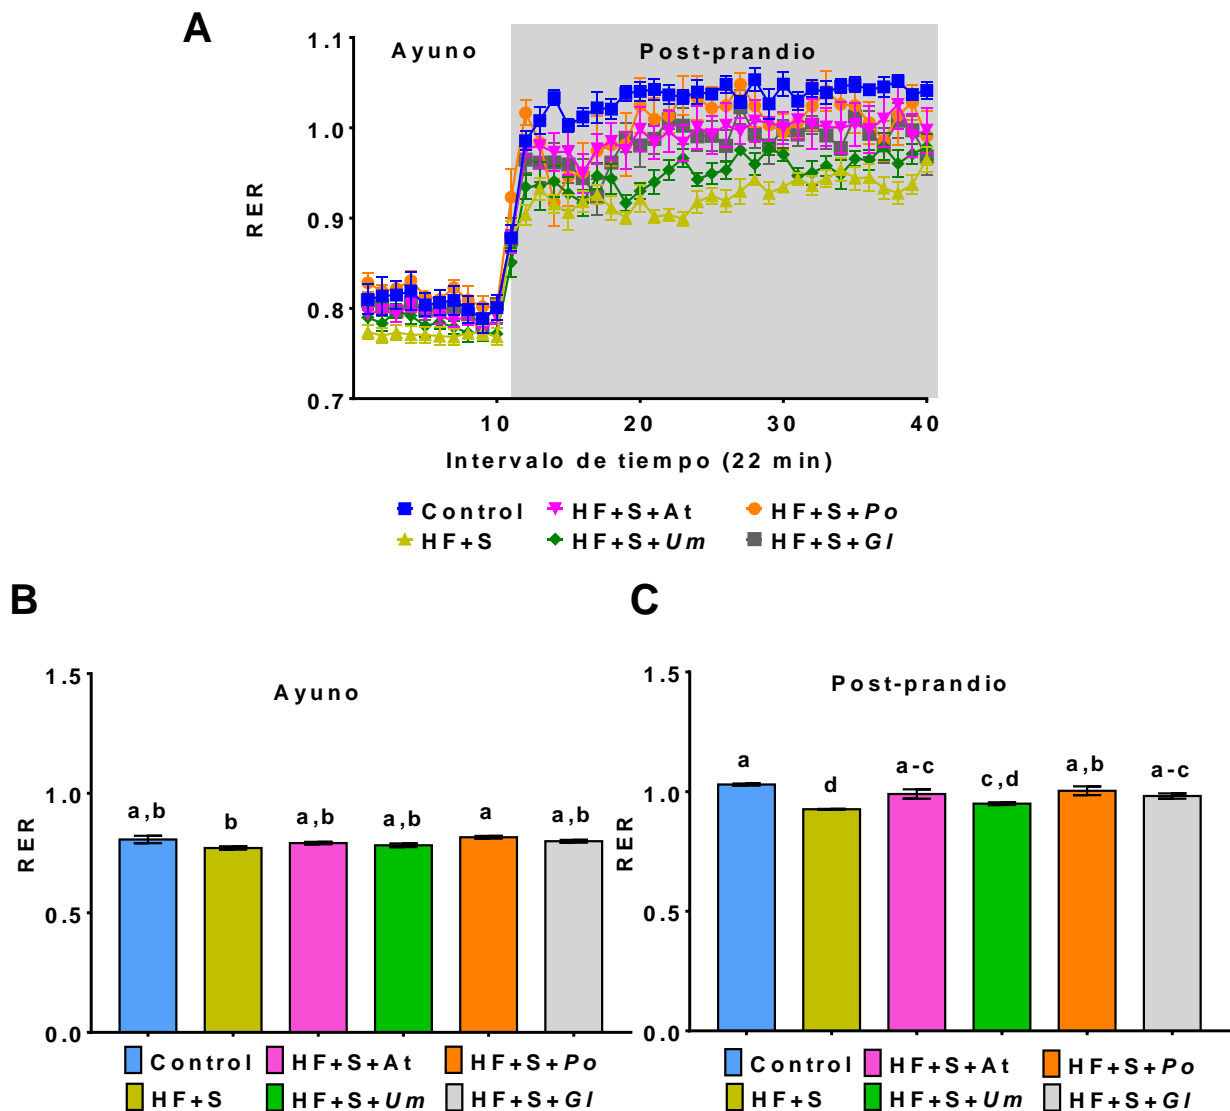 A
Ayuno
Post-prandio
RER
1.1
1.0
0.9
0.8
0.7
10
20
30
40
Intervalo de tiempo (22 min)
Control
HF+S+At
HF+S+Po
HF+S
HF+S+Um
HF+S+Gl
B
Ayuno
RER
1.5
1.0
0.5
0.0
a,b
b
a,b
a,b
a
a,b
Control
HF+S+At
HF+S+Po
HF+S
HF+S+Um
HF+S+Gl
C
Post-prandio
RER
1.5
1.0
0.5
0.0
a
d
a-c
c,d
a,b
a-c
Control
HF+S+At
HF+S+Po
HF+S
HF+S+Um
HF+S+Gl